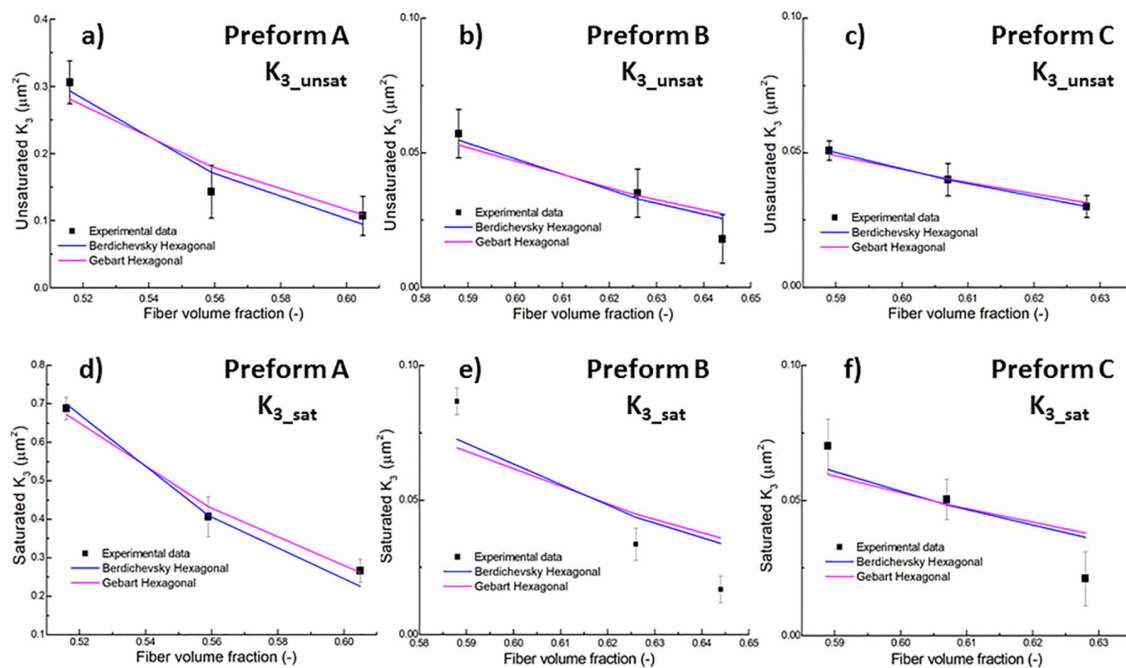 a) Preform A
K3_unsat
Unsaturated K3 (μm²)
0.4
0.3
0.2
0.1
0.0
Experimental data
Berdichevsky Hexagonal
Gebart Hexagonal
0.52 0.54 0.56 0.58 0.60
Fiber volume fraction (-)
b) Preform B
K3_unsat
Unsaturated K3 (μm²)
0.10
0.05
0.00
Experimental data
Berdichevsky Hexagonal
Gebart Hexagonal
0.58 0.59 0.60 0.61 0.62 0.63 0.64 0.65
Fiber volume fraction (-)
c) Preform C
K3_unsat
Unsaturated K3 (μm²)
0.10
0.05
0.00
Experimental data
Berdichevsky Hexagonal
Gebart Hexagonal
0.59 0.60 0.61 0.62 0.63
Fiber volume fraction (-)
d) Preform A
K3_sat
Saturated K3 (μm²)
0.8
0.7
0.6
0.5
0.4
0.3
0.2
0.1
Experimental data
Berdichevsky Hexagonal
Gebart Hexagonal
0.52 0.54 0.56 0.58 0.60
Fiber volume fraction (-)
e) Preform B
K3_sat
Saturated K3 (μm²)
0.10
0.05
0.00
Experimental data
Berdichevsky Hexagonal
Gebart Hexagonal
0.58 0.59 0.60 0.61 0.62 0.63 0.64 0.65
Fiber volume fraction (-)
f) Preform C
K3_sat
Saturated K3 (μm²)
0.10
0.05
0.00
Experimental data
Berdichevsky Hexagonal
Gebart Hexagonal
0.59 0.60 0.61 0.62 0.63
Fiber volume fraction (-)